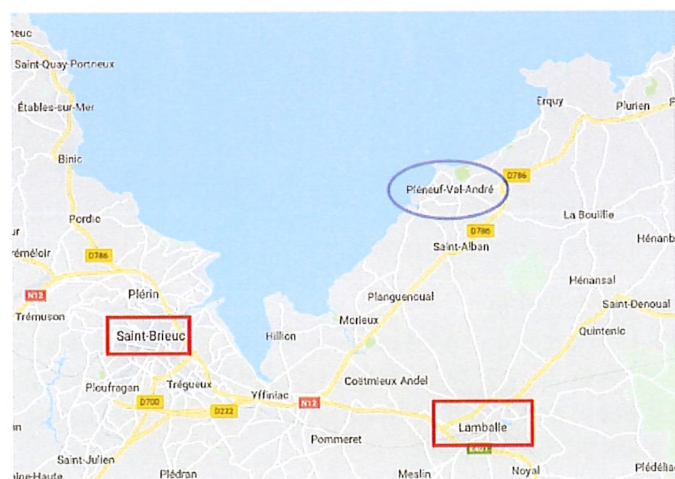 Saint-Quay-Portrieux
Étables-sur-Mer
Binic
Pordic
D786
Plérin
N12
Trémuson
Saint-Brieuc
Ploufragan
Trégueux
D700
D222
Saint-Julien
Plédran
Yffiniac
Hillion
N12
Pommeret
Coëtmieux
Andel
Morieux
Planguenoual
Saint-Alban
D786
Pléneuf-Val-André
D786
Erquy
Plurien
La Bouillie
Hénansal
Saint-Denoual
Quintenic
Lamballe
E401
Meslin
Noyal